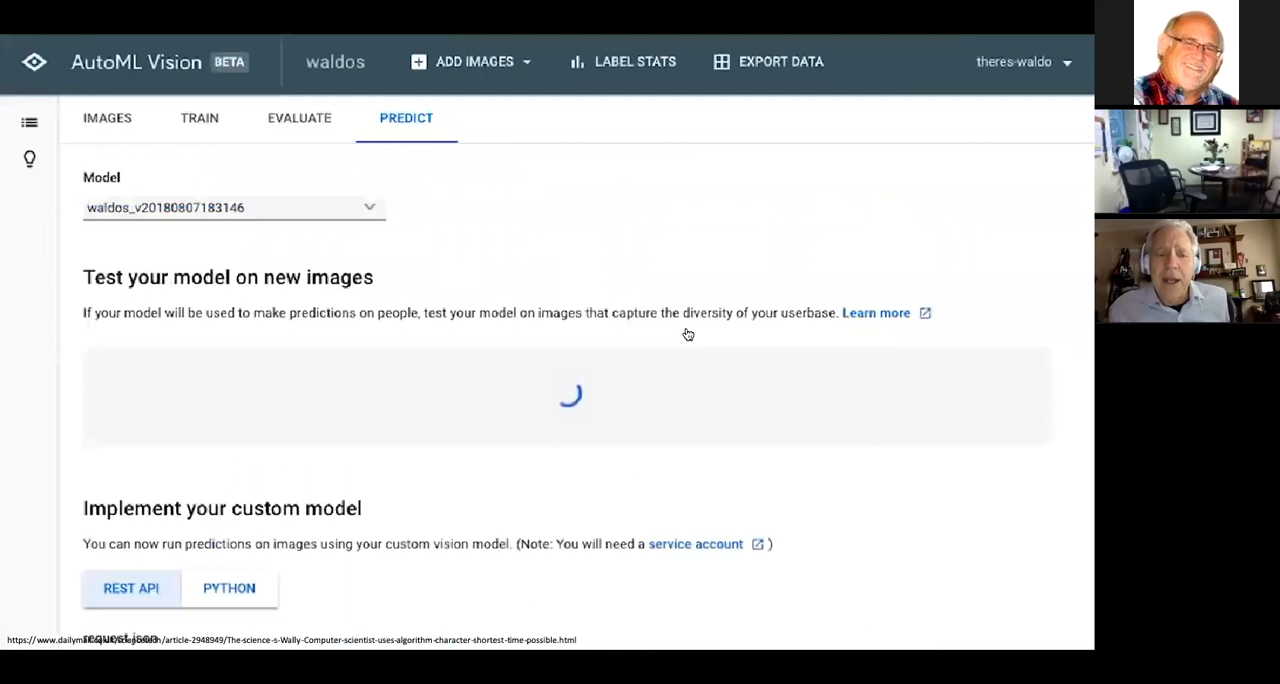 AutoML Vision BETA waldos ADD IMAGES LABEL STATS EXPORT DATA theres-waldo
IMAGES TRAIN EVALUATE PREDICT
Model
waldos_v20180807183146
Test your model on new images
If your model will be used to make predictions on people, test your model on images that capture the diversity of your userbase. Learn more
Implement your custom model
You can now run predictions on images using your custom vision model. (Note: You will need a service account )
REST API PYTHON
request.json